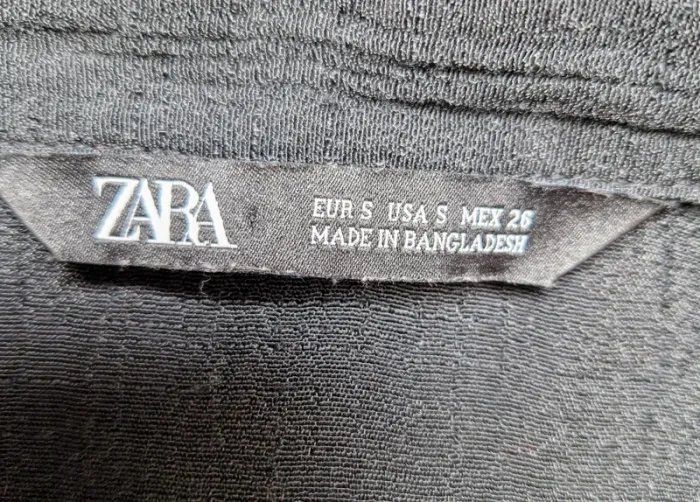 ZARA
EUR S USA S MEX 26
MADE IN BANGLADESH